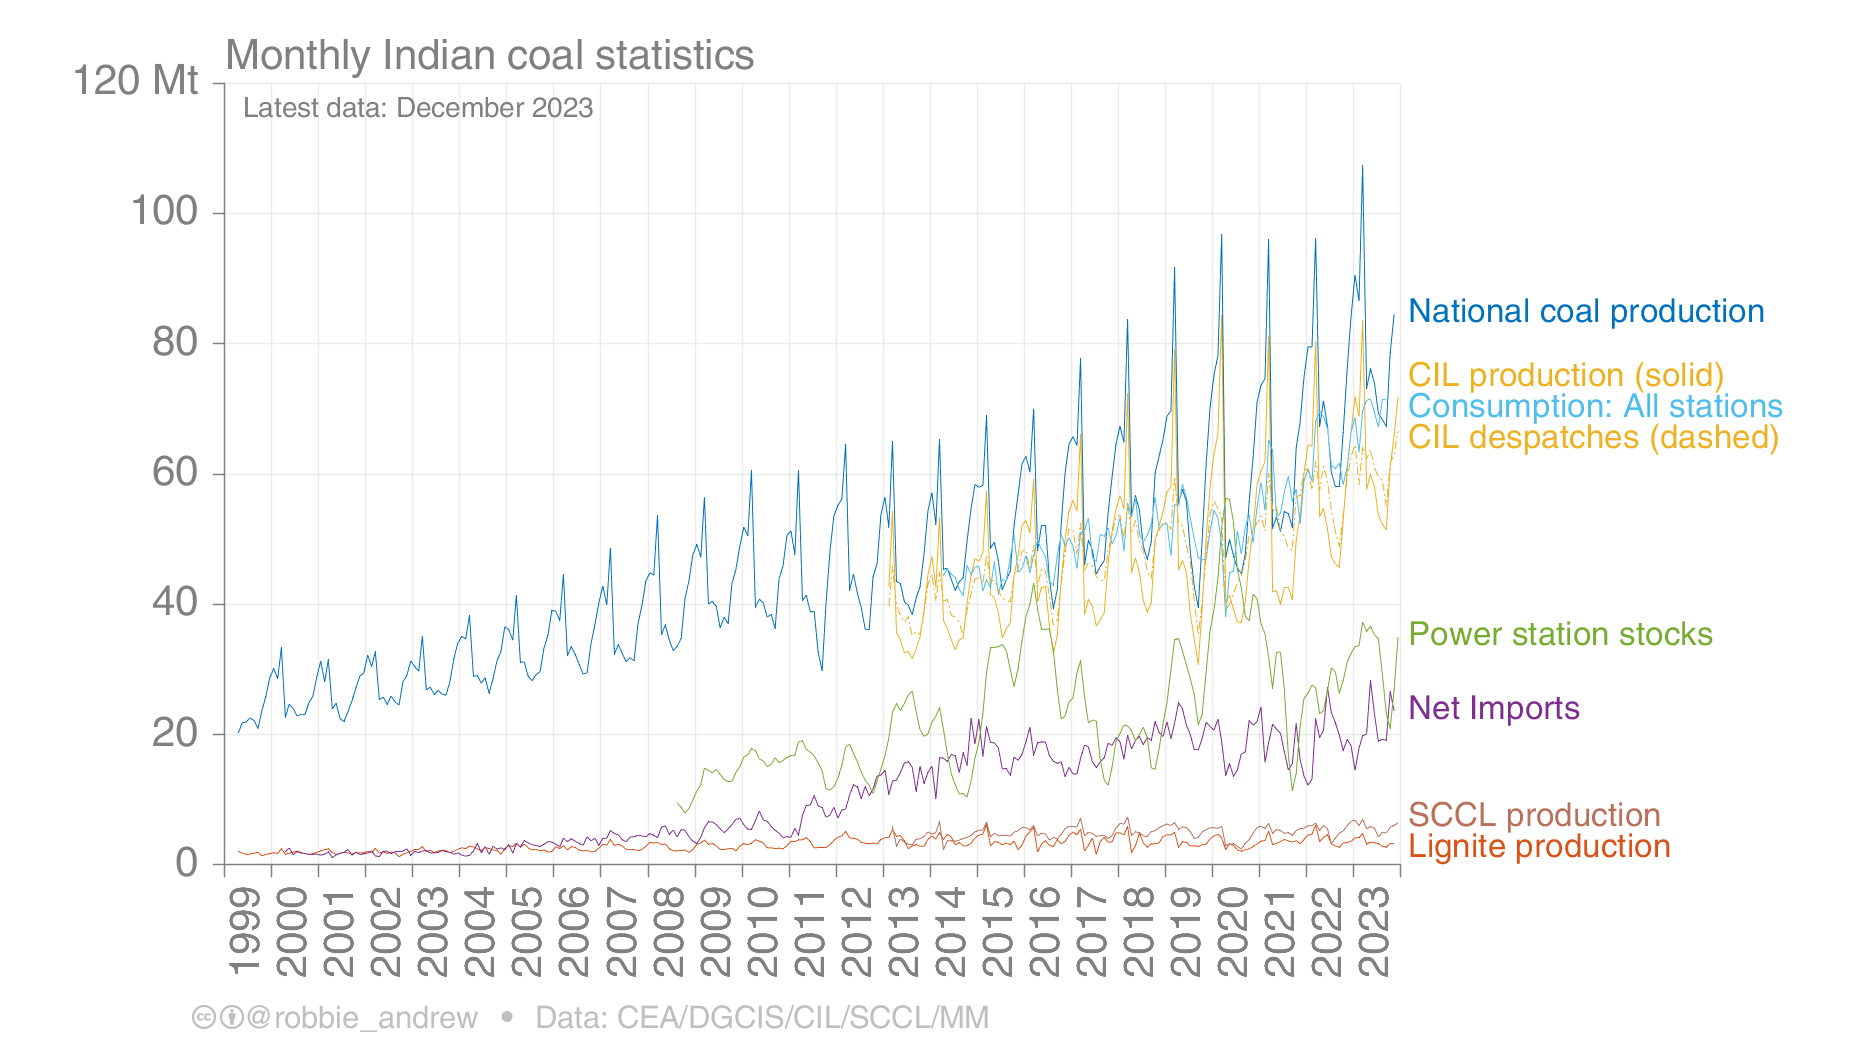 Monthly Indian coal statistics
120 Mt
Latest data: December 2023
100
80
60
40
20
0
National coal production
CIL production (solid)
Consumption: All stations
CIL despatches (dashed)
Power station stocks
Net Imports
SCCL production
Lignite production
1999
2000
2001
2002
2003
2004
2005
2006
2007
2008
2009
2010
2011
2012
2013
2014
2015
2016
2017
2018
2019
2020
2021
2022
2023
cc @robbie_andrew • Data: CEA/DGCIS/CIL/SCCL/MM